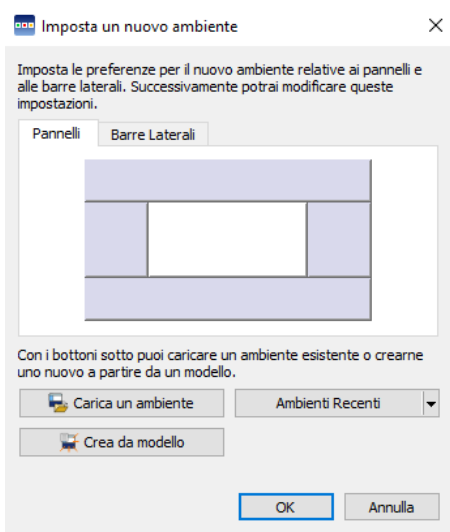 Imposta un nuovo ambiente
Imposta le preferenze per il nuovo ambiente relative ai pannelli e
alle barre laterali. Successivamente potrai modificare queste
impostazioni.
Pannelli
Barre Laterali
Con i bottoni sotto puoi caricare un ambiente esistente o crearne
uno nuovo a partire da un modello.
Carica un ambiente
Ambienti Recenti
Crea da modello
OK
Annulla